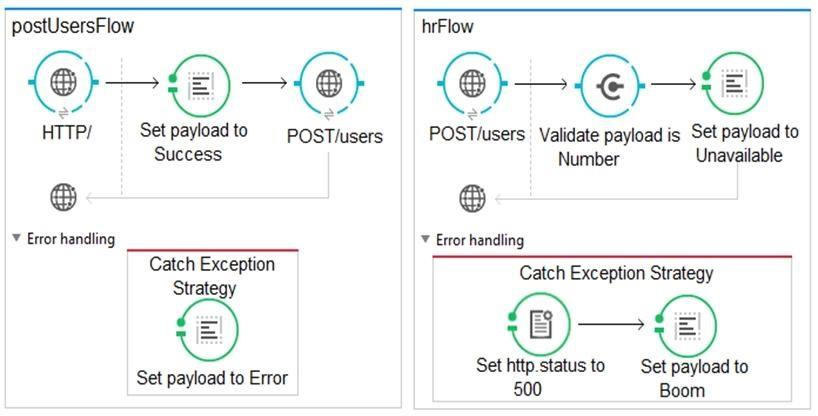 postUsersFlow
HTTP/
Set payload to
Success
POST/users
Error handling
Catch Exception
Strategy
Set payload to Error
hrFlow
POST/users
Validate payload is
Number
Set payload to
Unavailable
Error handling
Catch Exception Strategy
Set http.status to
500
Set payload to
Boom